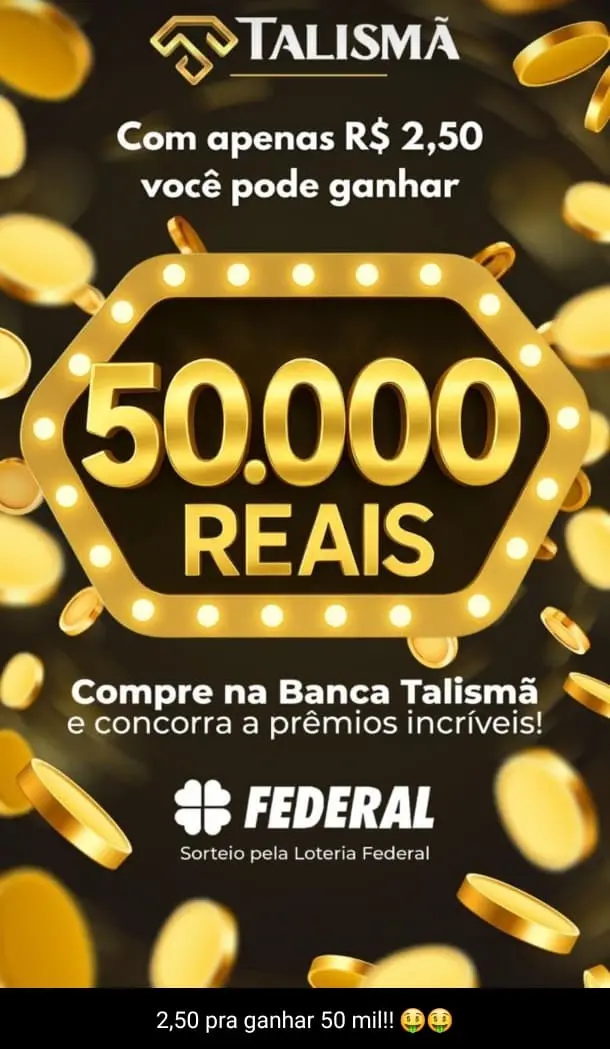 TALISMÃ
Com apenas R$ 2,50
você pode ganhar
50.000
REAIS
Compre na Banca Talismã
e concorra a prêmios incríveis!
FEDERAL
Sorteio pela Loteria Federal
2,50 pra ganhar 50 mil!! 🤑🤑